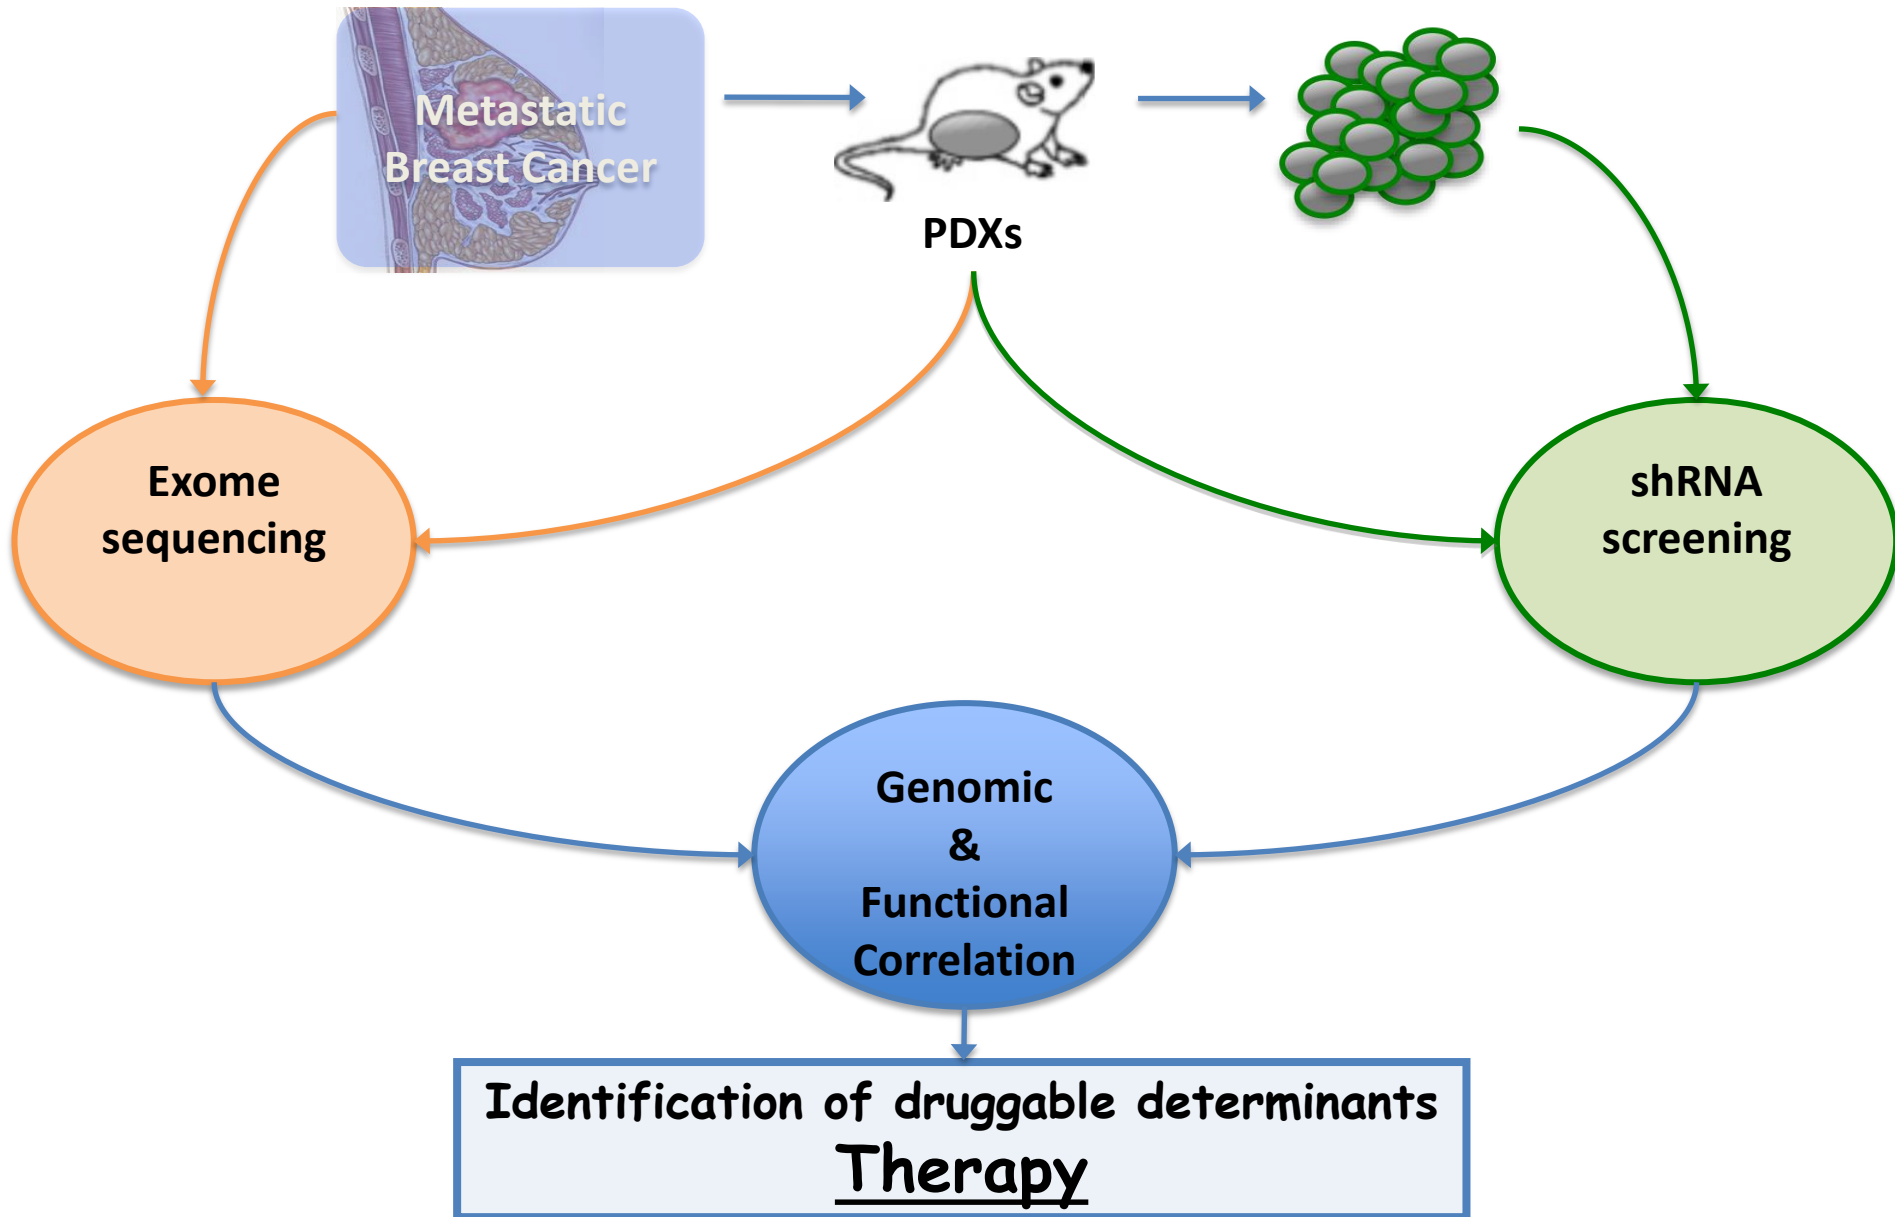 Metastatic
Breast Cancer
PDXs
Exome
sequencing
shRNA
screening
Genomic
&
Functional
Correlation
Identification of druggable determinants
Therapy